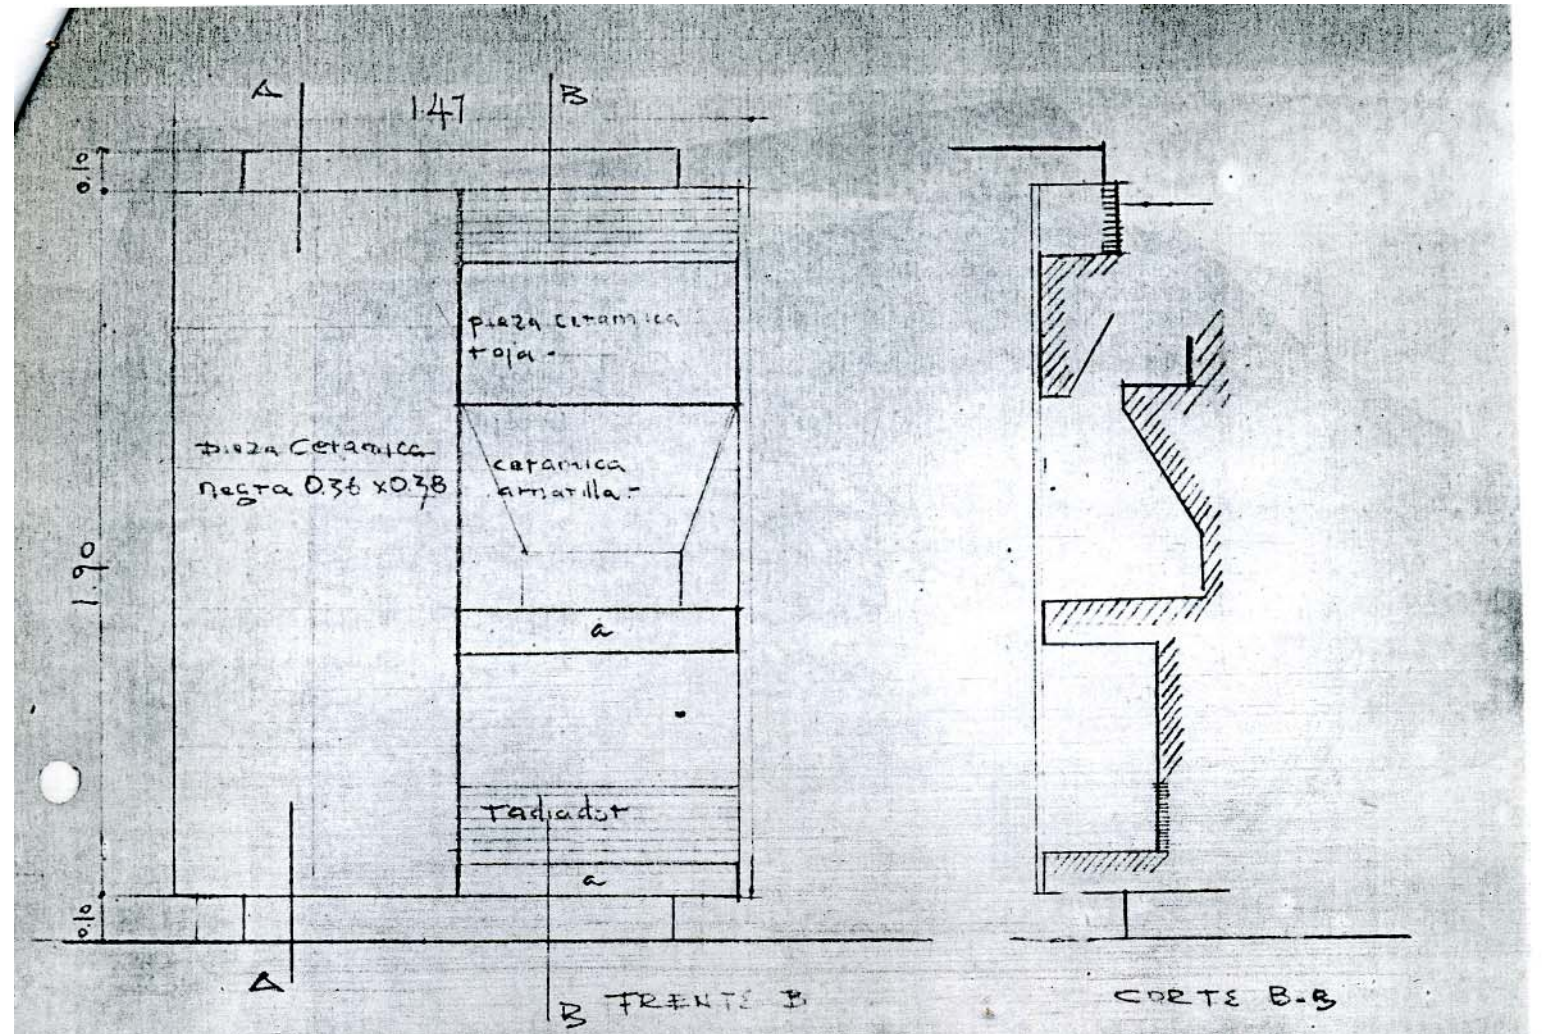 A
1.47
B
0.10
pieza ceramica
roja -
pieza ceramica
negra 0.36 x0.38
ceramica
amarilla -
1.90
a
radiador
a
0.10
A
B
FRENTE B
CORTE B-B